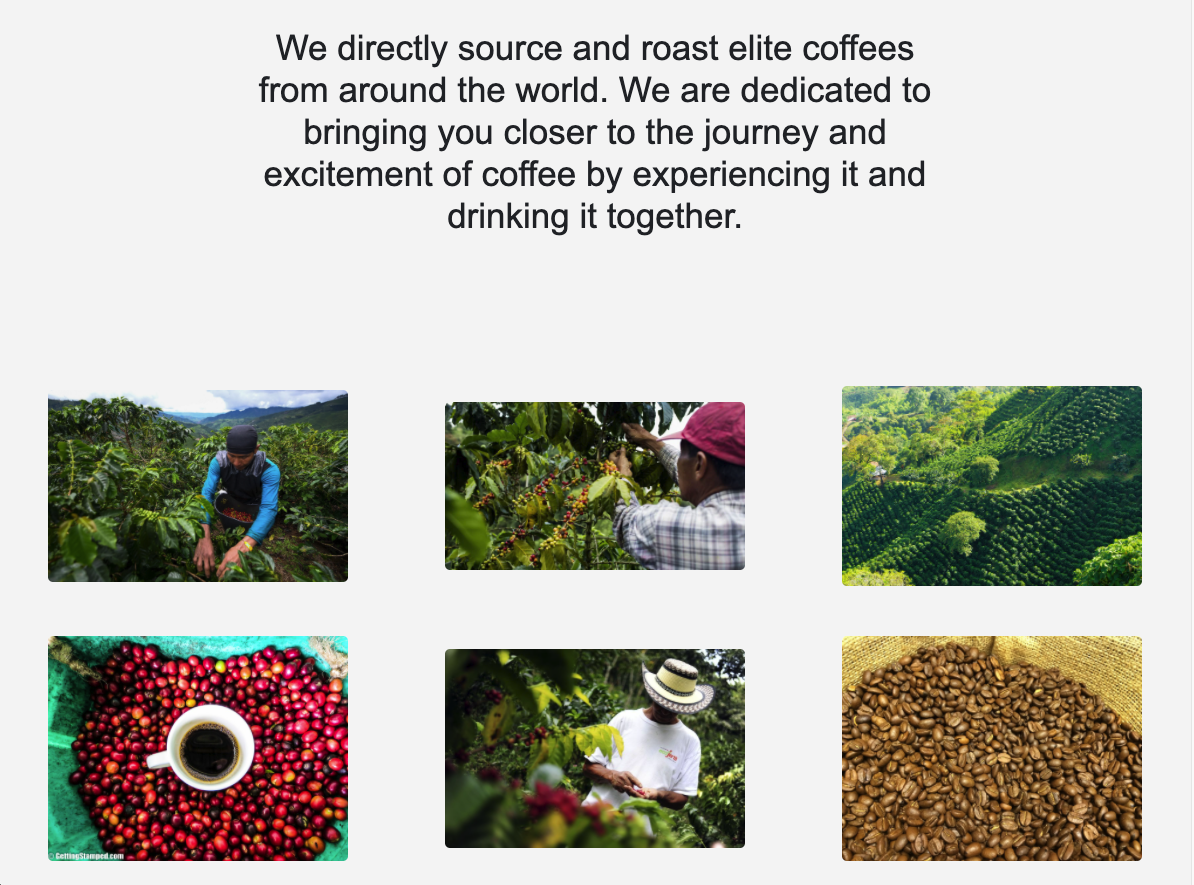 We directly source and roast elite coffees
from around the world. We are dedicated to
bringing you closer to the journey and
excitement of coffee by experiencing it and
drinking it together.
GettingStamped.com